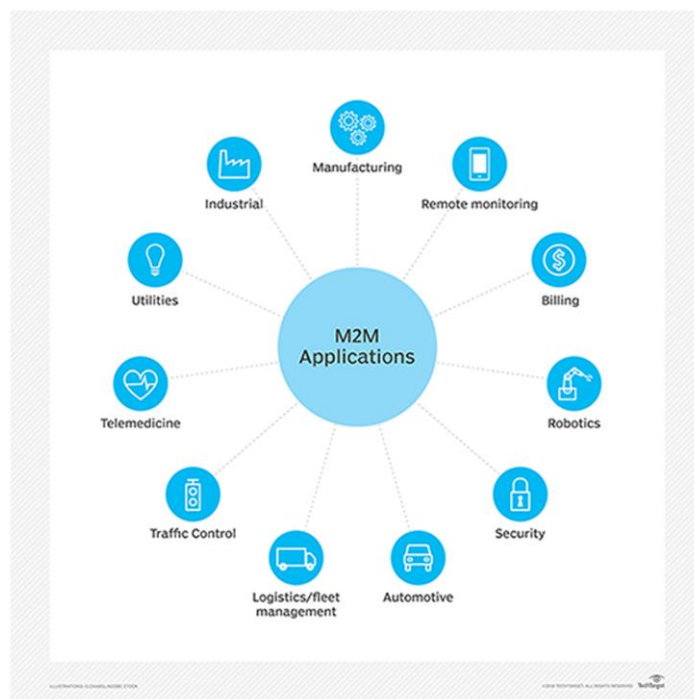 Manufacturing
Industrial
Remote monitoring
Utilities
Billing
M2M
Applications
Telemedicine
Robotics
Traffic Control
Security
Logistics/fleet
management
Automotive
TechTarget